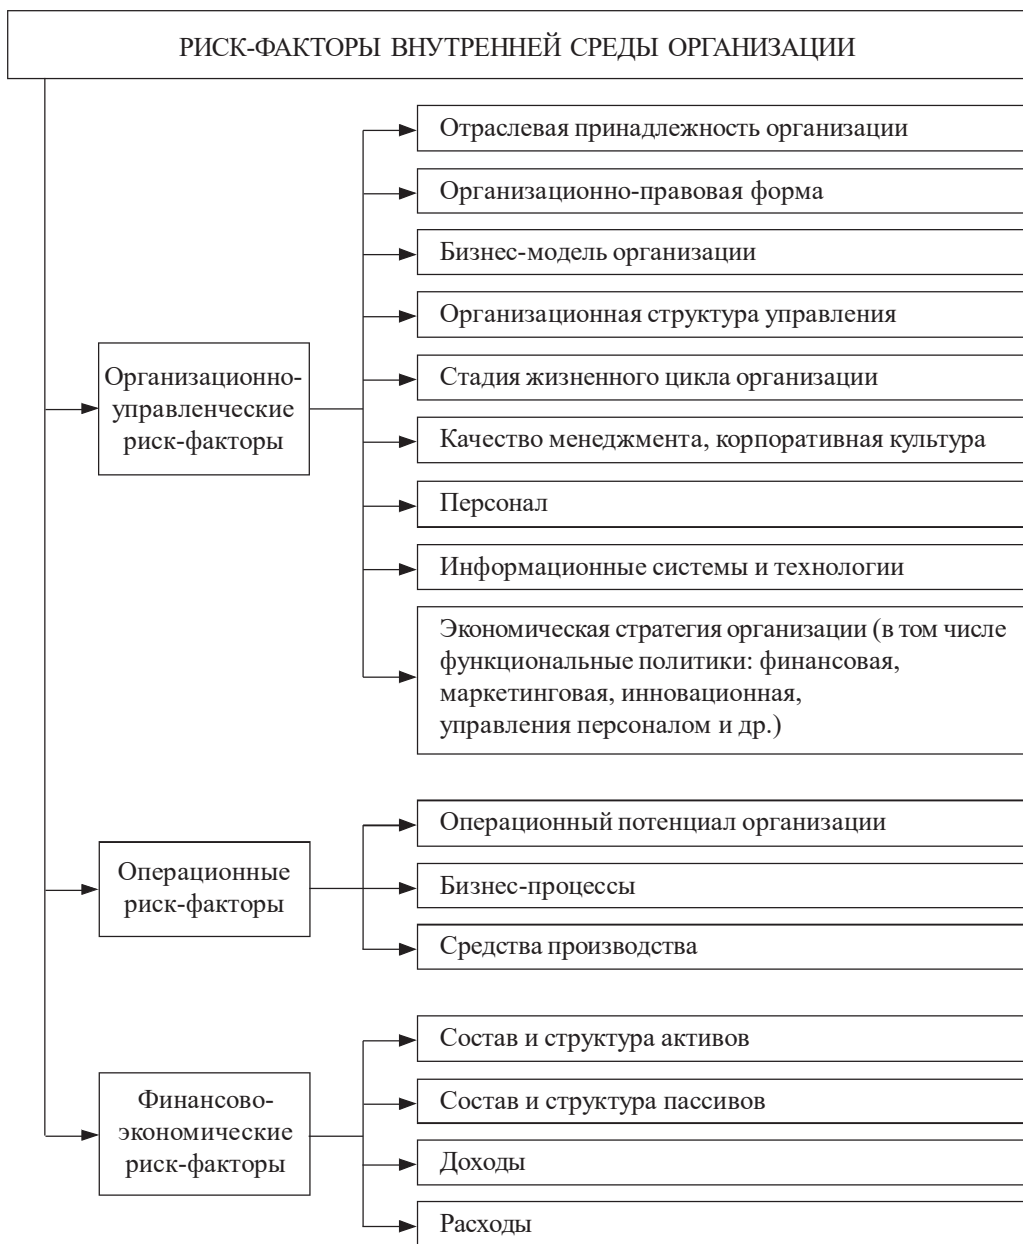 РИСК-ФАКТОРЫ ВНУТРЕННЕЙ СРЕДЫ ОРГАНИЗАЦИИ
Организационно-
управленческие
риск-факторы
Отраслевая принадлежность организации
Организационно-правовая форма
Бизнес-модель организации
Организационная структура управления
Стадия жизненного цикла организации
Качество менеджмента, корпоративная культура
Персонал
Информационные системы и технологии
Экономическая стратегия организации (в том числе
функциональные политики: финансовая,
маркетинговая, инновационная,
управления персоналом и др.)
Операционные
риск-факторы
Операционный потенциал организации
Бизнес-процессы
Средства производства
Финансово-
экономические
риск-факторы
Состав и структура активов
Состав и структура пассивов
Доходы
Расходы